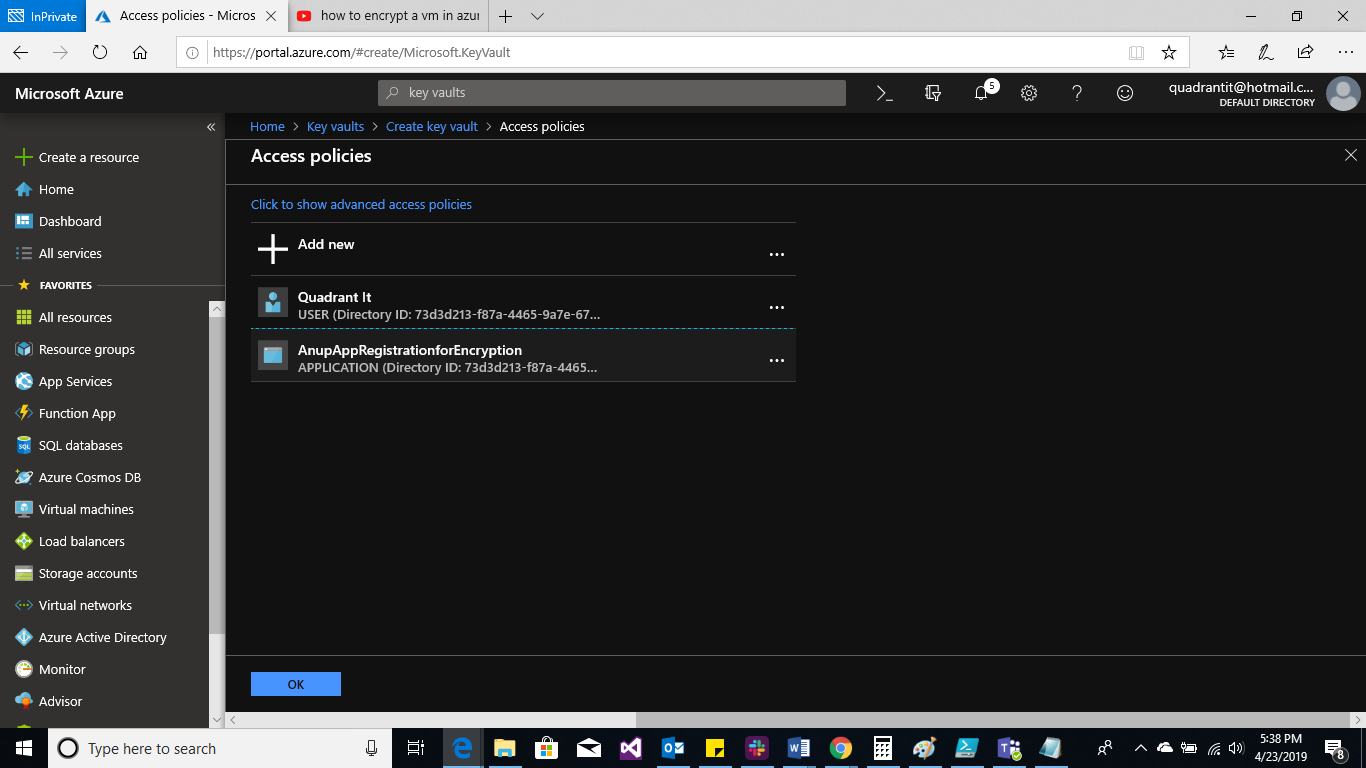 InPrivate
Access policies - Micros
how to encrypt a vm in azur
https://portal.azure.com/#create/Microsoft.KeyVault
Microsoft Azure
key vaults
5
quadrantit@hotmail.c...
DEFAULT DIRECTORY
Home > Key vaults > Create key vault > Access policies
Access policies
Click to show advanced access policies
Add new
Quadrant It
USER (Directory ID: 73d3d213-f87a-4465-9a7e-67...
AnupAppRegistrationforEncryption
APPLICATION (Directory ID: 73d3d213-f87a-4465...
OK
Create a resource
Home
Dashboard
All services
FAVORITES
All resources
Resource groups
App Services
Function App
SQL databases
Azure Cosmos DB
Virtual machines
Load balancers
Storage accounts
Virtual networks
Azure Active Directory
Monitor
Advisor
Type here to search
5:38 PM
4/23/2019
8